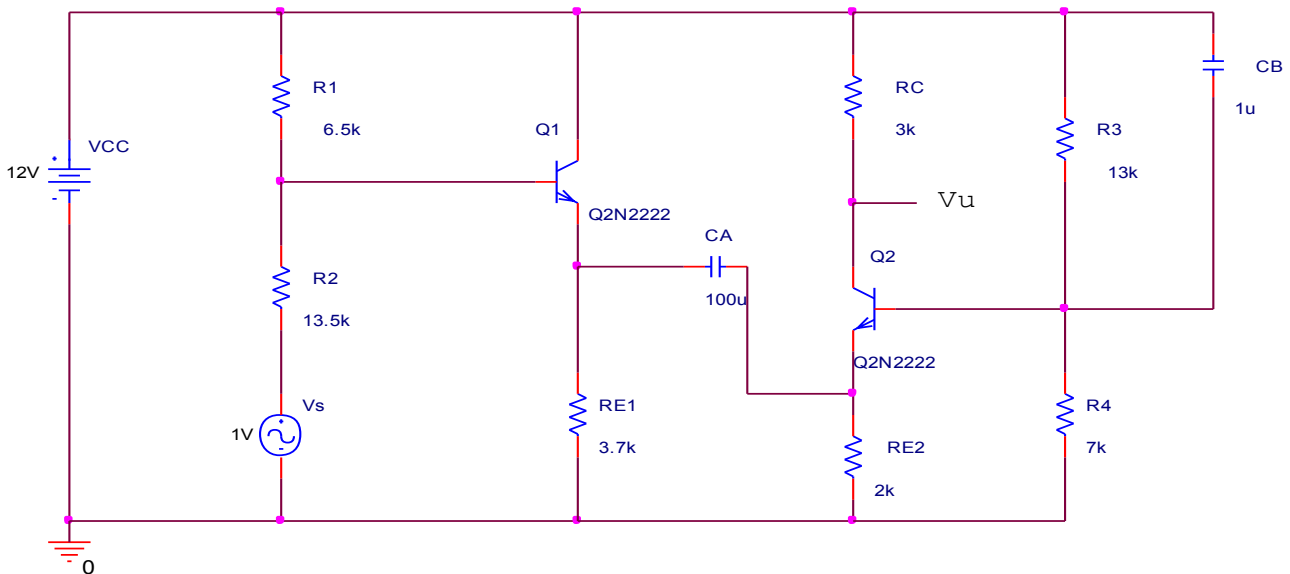 R1
6.5k
VCC
12V
R2
13.5k
Vs
1V
0
Q1
Q2N2222
CA
100u
RE1
3.7k
RC
3k
Vu
Q2
Q2N2222
RE2
2k
R3
13k
R4
7k
CB
1u